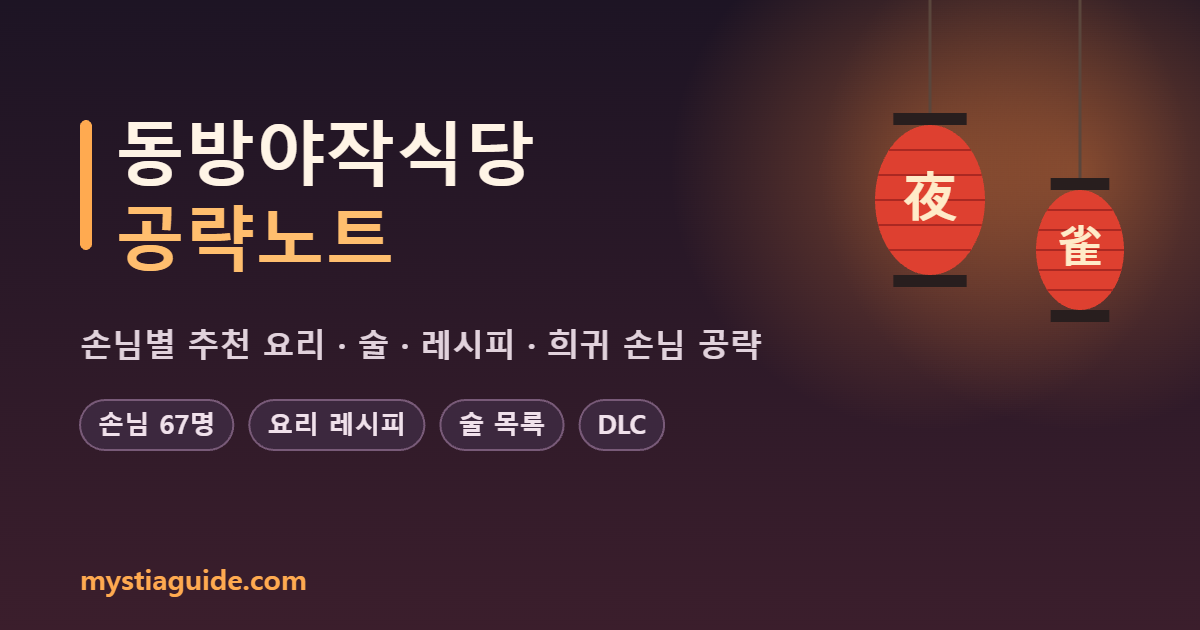 동방야작식당
공략노트
손님별 추천 요리 · 술 · 레시피 · 희귀 손님 공략
손님 67명
요리 레시피
술 목록
DLC
mystiaguide.com
夜
雀